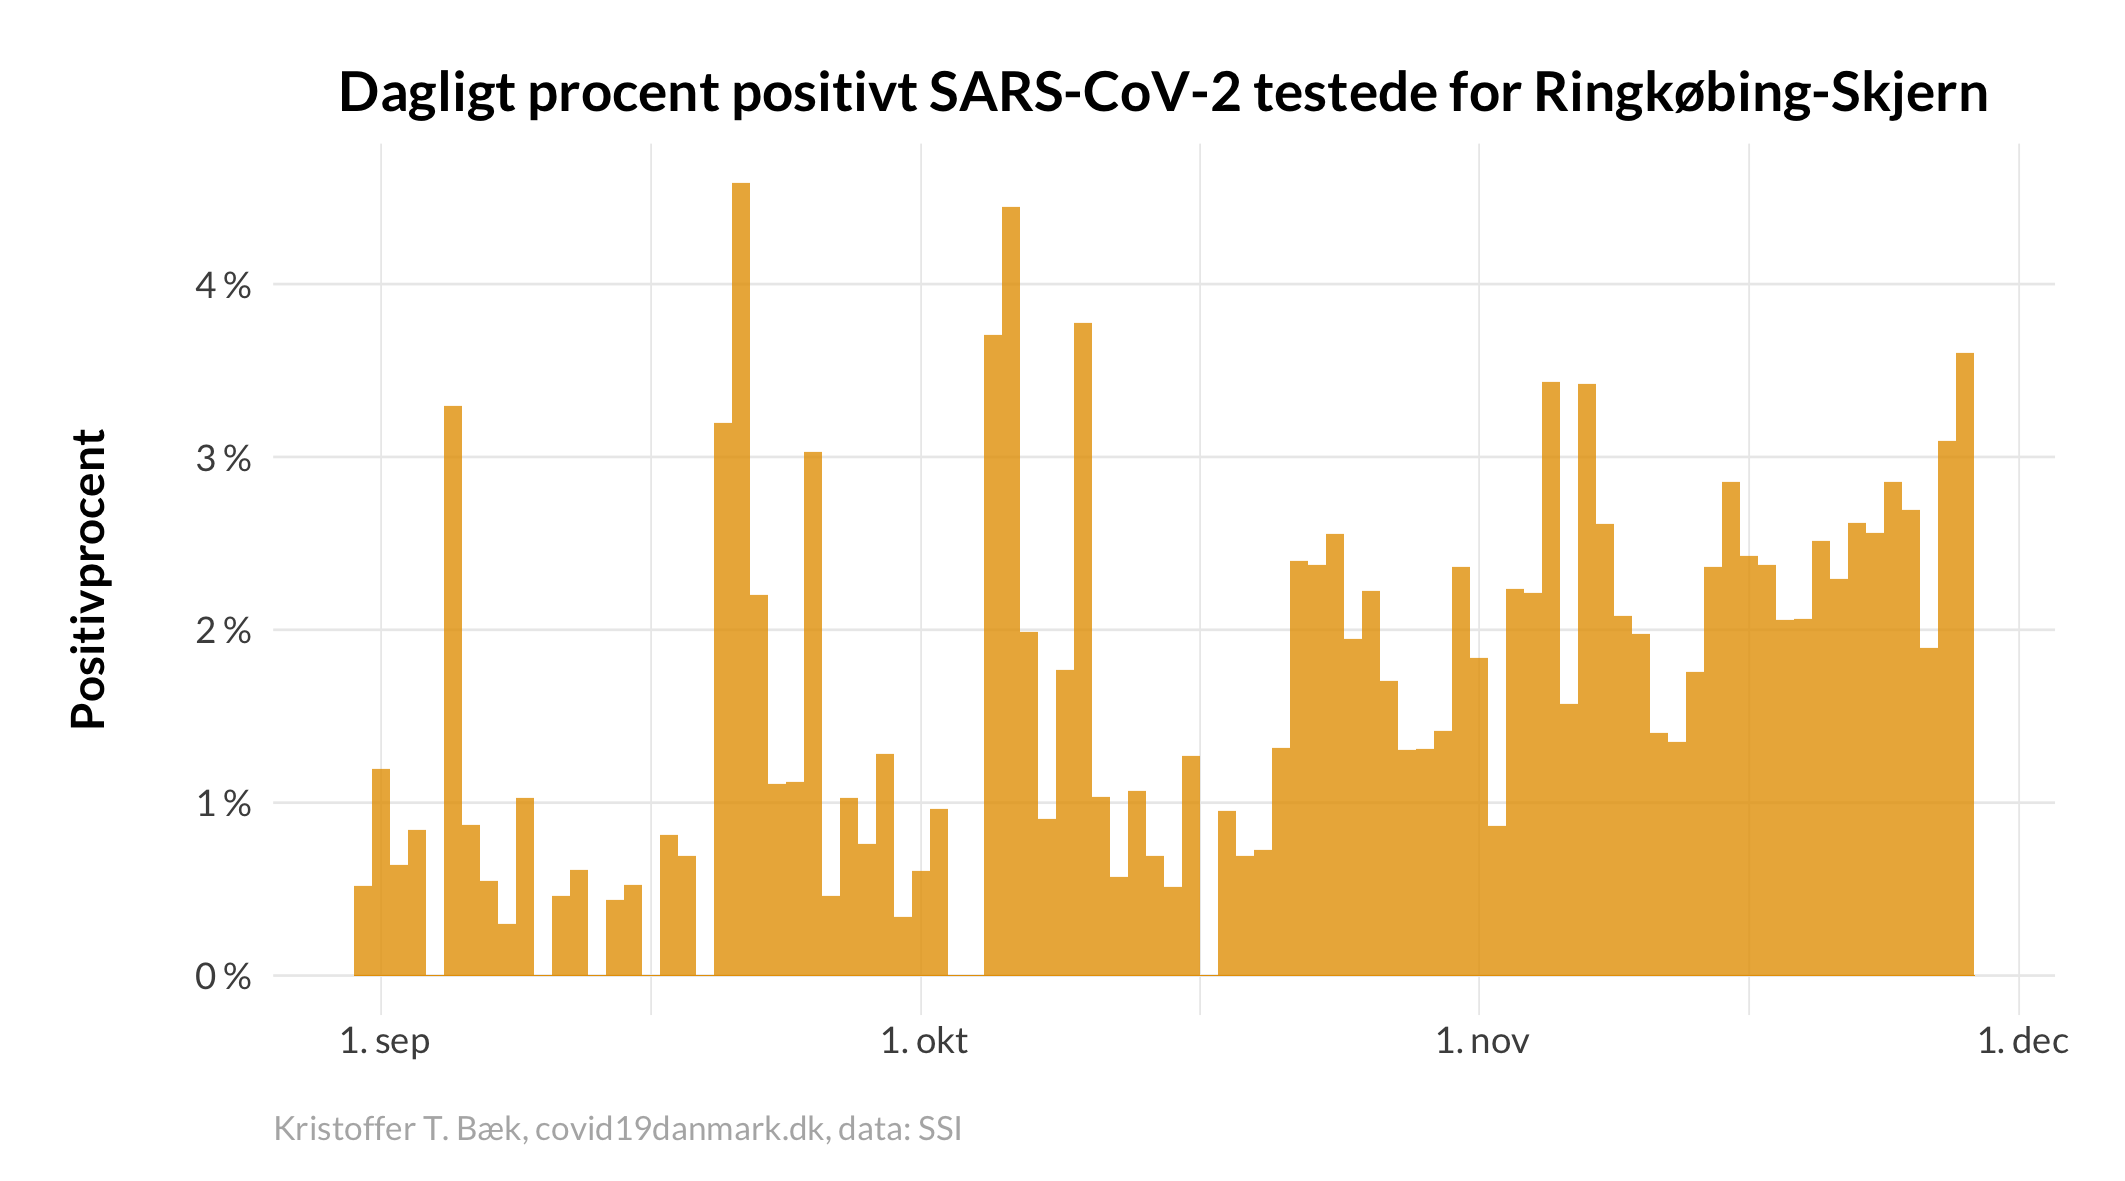 Dagligt procent positivt SARS-CoV-2 testede for Ringkøbing-Skjern
Positivprocent
4 %
3 %
2 %
1 %
0 %
1. sep
1. okt
1. nov
1. dec
Kristoffer T. Bæk, covid19danmark.dk, data: SSI